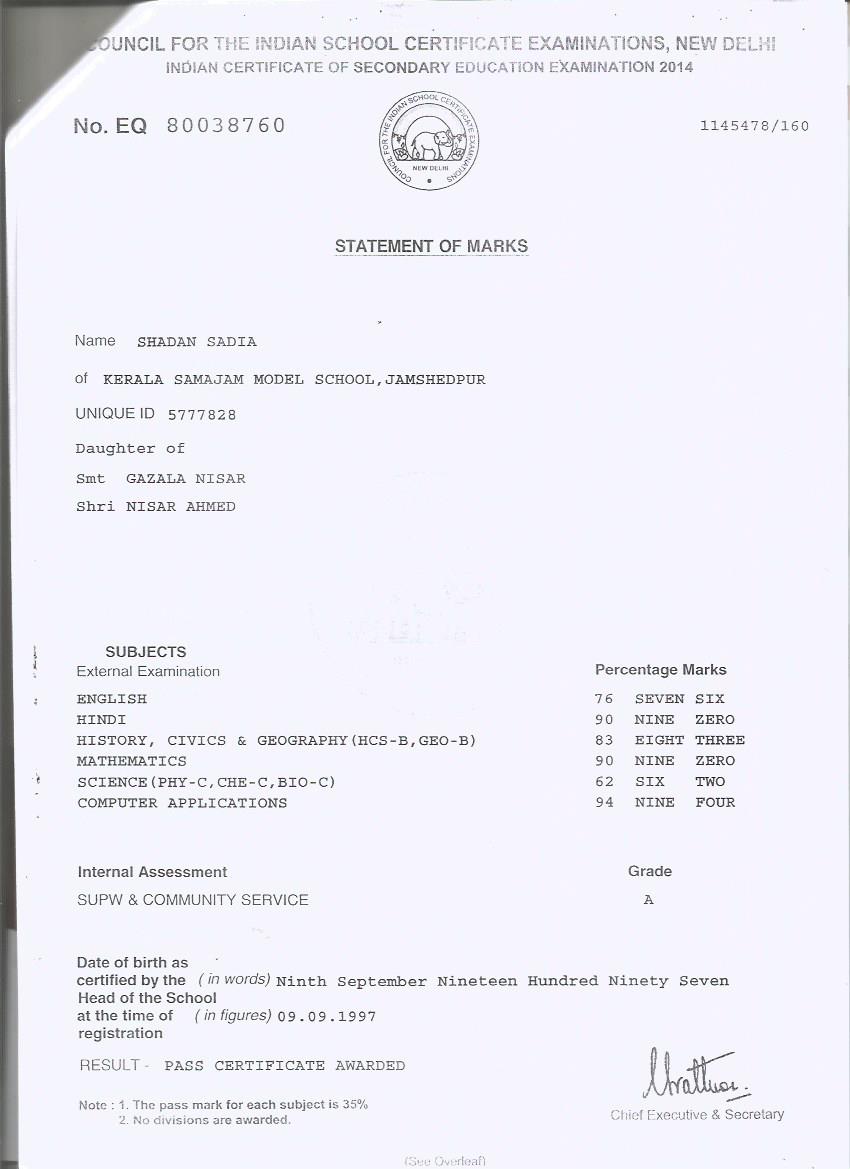 COUNCIL FOR THE INDIAN SCHOOL CERTIFICATE EXAMINATIONS, NEW DELHI
INDIAN CERTIFICATE OF SECONDARY EDUCATION EXAMINATION 2014
No. EQ 80038760
1145478/160
COUNCIL FOR THE INDIAN SCHOOL CERTIFICATE EXAMINATIONS
NEW DELHI
STATEMENT OF MARKS
Name SHADAN SADIA
of KERALA SAMAJAM MODEL SCHOOL,JAMSHEDPUR
UNIQUE ID 5777828
Daughter of
Smt GAZALA NISAR
Shri NISAR AHMED
SUBJECTS
External Examination Percentage Marks
ENGLISH 76 SEVEN SIX
HINDI 90 NINE ZERO
HISTORY, CIVICS & GEOGRAPHY(HCS-B,GEO-B) 83 EIGHT THREE
MATHEMATICS 90 NINE ZERO
SCIENCE(PHY-C,CHE-C,BIO-C) 62 SIX TWO
COMPUTER APPLICATIONS 94 NINE FOUR
Internal Assessment Grade
SUPW & COMMUNITY SERVICE A
Date of birth as
certified by the (in words) Ninth September Nineteen Hundred Ninety Seven
Head of the School
at the time of (in figures) 09.09.1997
registration
RESULT - PASS CERTIFICATE AWARDED
Note : 1. The pass mark for each subject is 35%
2. No divisions are awarded.
Chief Executive & Secretary
(See Overleaf)